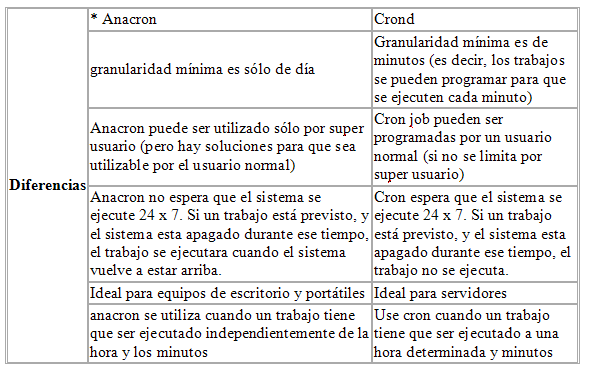 * Anacron
Crond
Diferencias
granularidad mínima es sólo de día
Granularidad mínima es de
minutos (es decir, los trabajos
se pueden programar para que
se ejecuten cada minuto)
Anacron puede ser utilizado sólo por super
usuario (pero hay soluciones para que sea
utilizable por el usuario normal)
Cron job pueden ser
programadas por un usuario
normal (si no se limita por
super usuario)
Anacron no espera que el sistema se
ejecute 24 x 7. Si un trabajo está previsto, y
el sistema esta apagado durante ese tiempo,
el trabajo se ejecutara cuando el sistema
vuelve a estar arriba.
Cron espera que el sistema se
ejecute 24 x 7. Si un trabajo
está previsto, y el sistema esta
apagado durante ese tiempo, el
trabajo no se ejecuta.
Ideal para equipos de escritorio y portátiles
Ideal para servidores
anacron se utiliza cuando un trabajo tiene
que ser ejecutado independientemente de la
hora y los minutos
Use cron cuando un trabajo
tiene que ser ejecutado a una
hora determinada y minutos